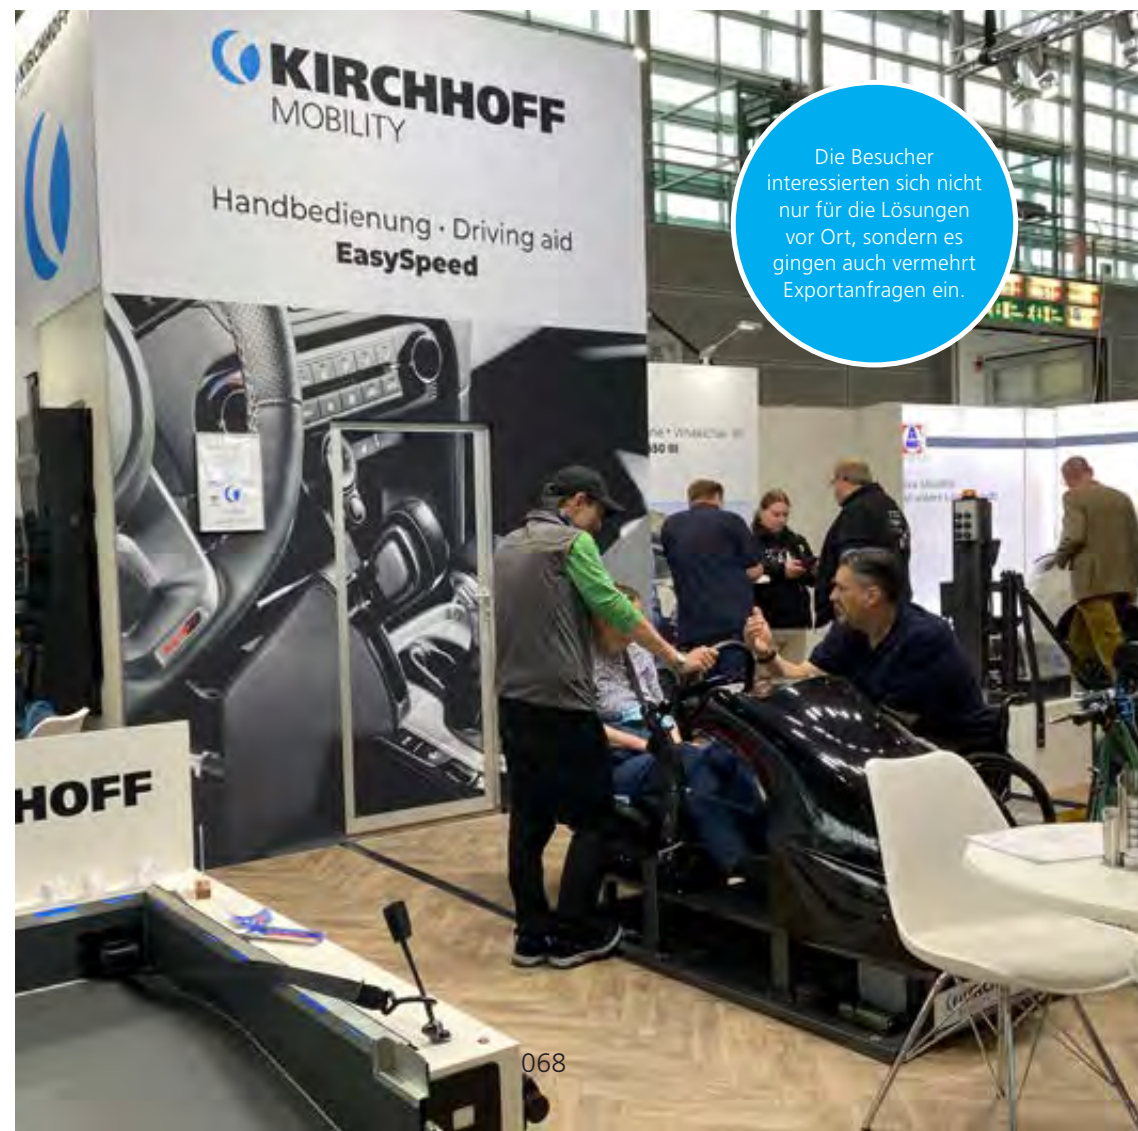 KIRCHHOFF
MOBILITY
Handbedienung · Driving aid
EasySpeed
Die Besucher
interessierten sich nicht
nur für die Lösungen
vor Ort, sondern es
gingen auch vermehrt
Exportanfragen ein.
HOFF
068